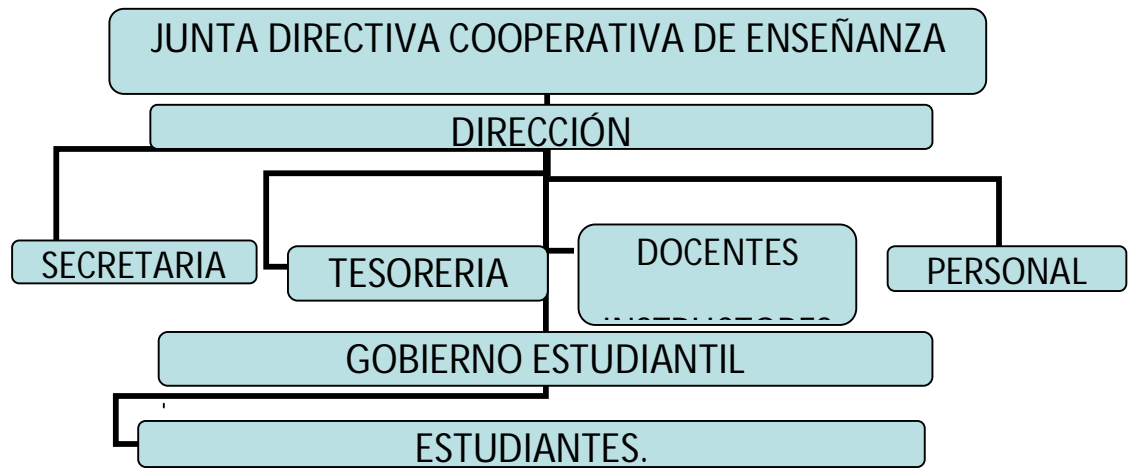 JUNTA DIRECTIVA COOPERATIVA DE ENSEÑANZA
DIRECCIÓN
SECRETARIA
TESORERIA
DOCENTES
PERSONAL
GOBIERNO ESTUDIANTIL
ESTUDIANTES.